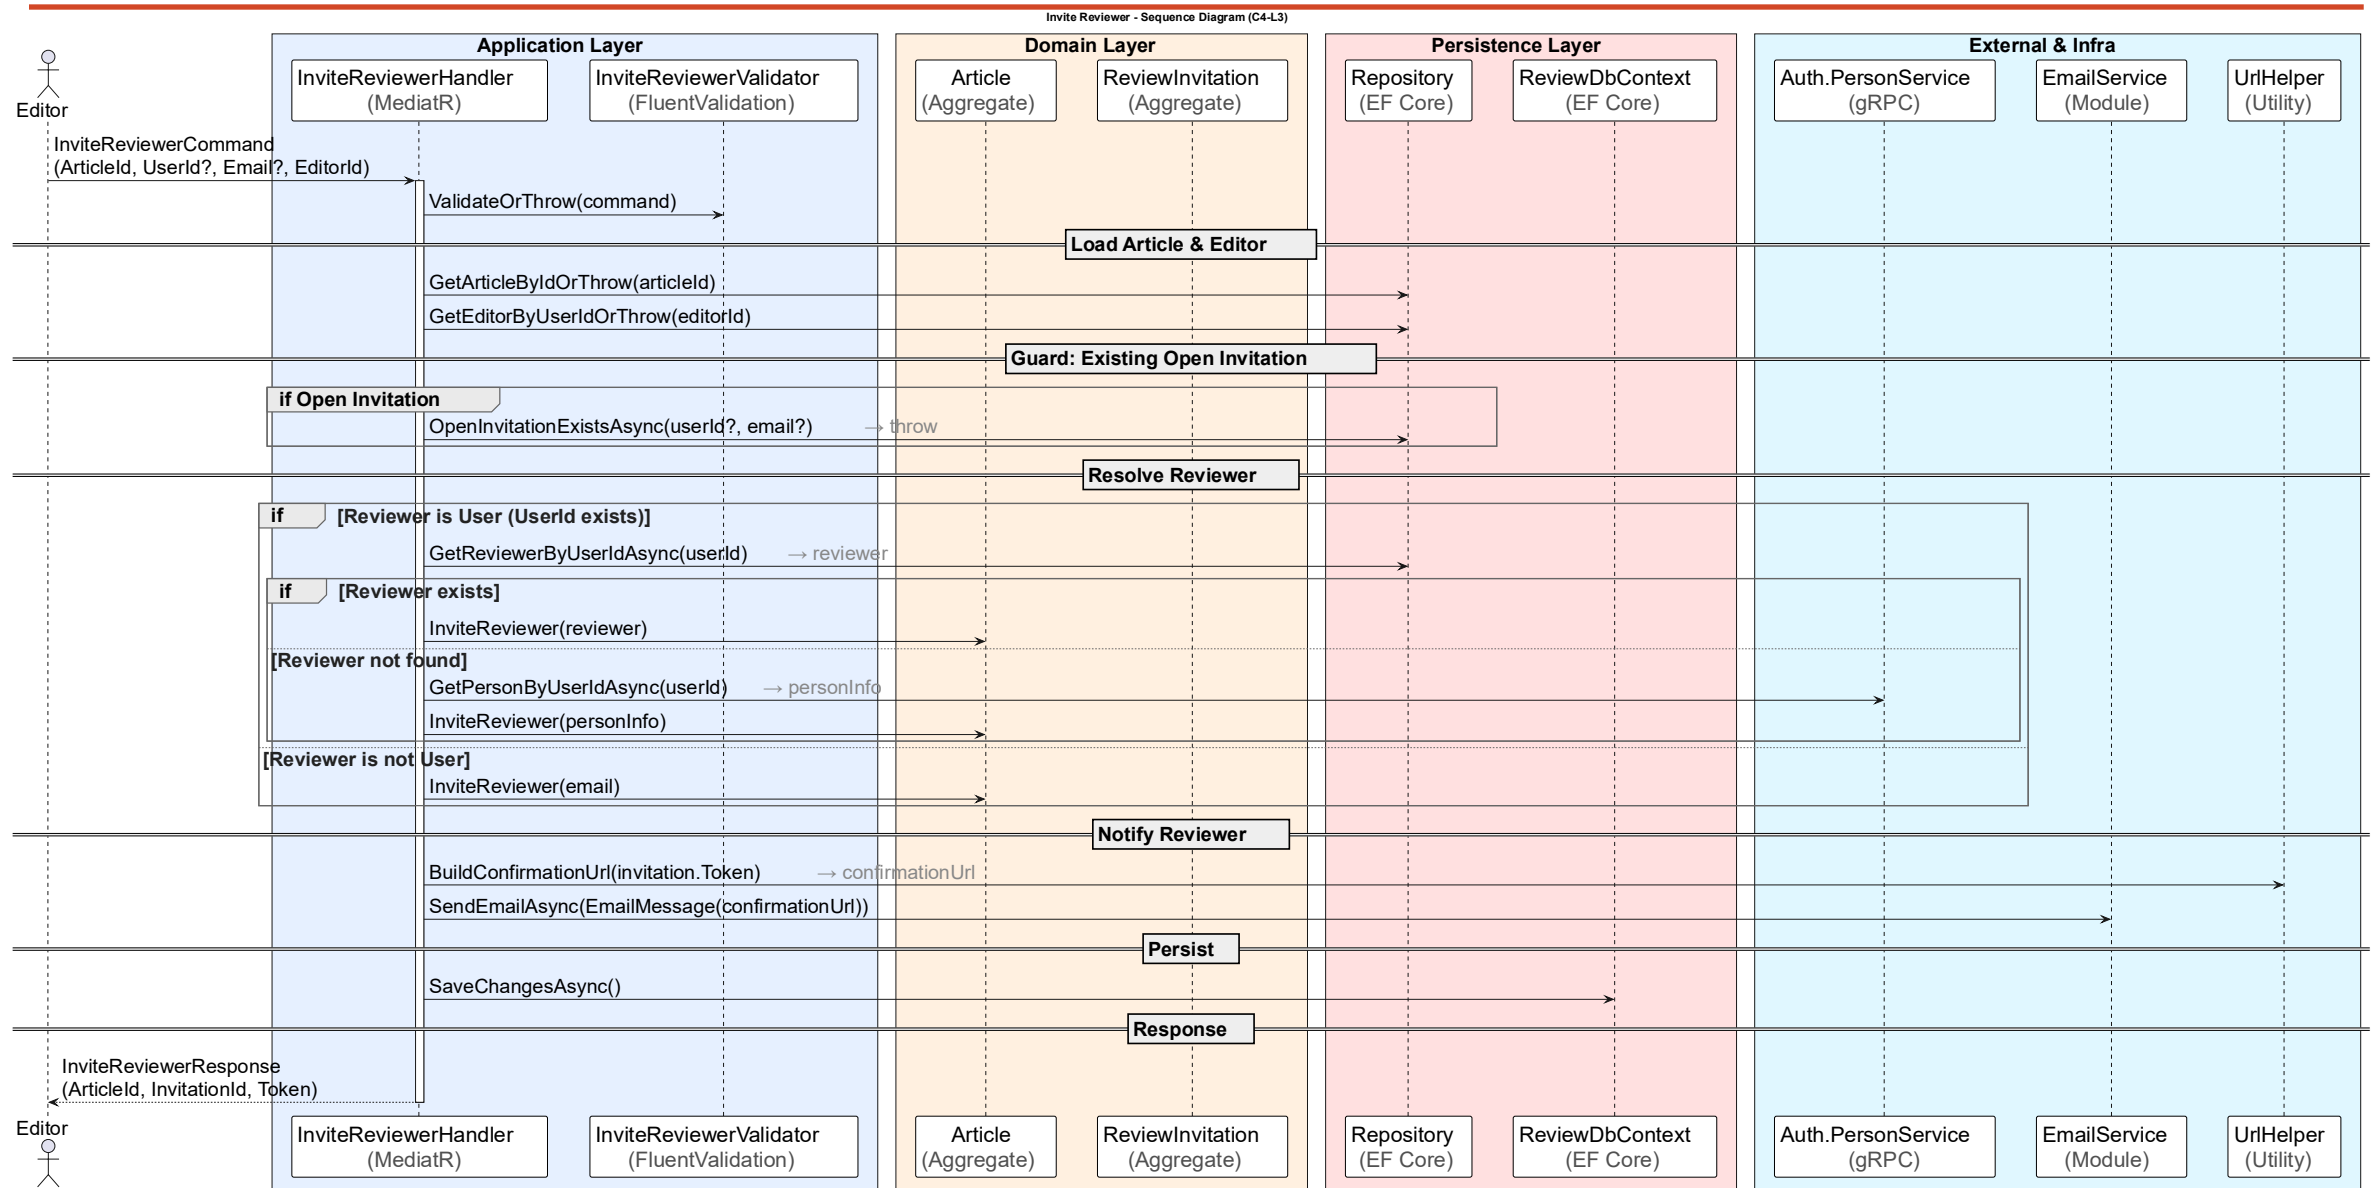 Invite Reviewer - Sequence Diagram (C4-L3)
Application Layer
Domain Layer
Persistence Layer
External & Infra
Editor
InviteReviewerHandler
(MediatR)
InviteReviewerValidator
(FluentValidation)
Article
(Aggregate)
ReviewInvitation
(Aggregate)
Repository
(EF Core)
ReviewDbContext
(EF Core)
Auth.PersonService
(gRPC)
EmailService
(Module)
UrlHelper
(Utility)
InviteReviewerCommand
(ArticleId, UserId?, Email?, EditorId)
ValidateOrThrow(command)
Load Article & Editor
GetArticleByIdOrThrow(articleId)
GetEditorByUserIdOrThrow(editorId)
Guard: Existing Open Invitation
if Open Invitation
OpenInvitationExistsAsync(userId?, email?) → throw
Resolve Reviewer
if [Reviewer is User (UserId exists)]
GetReviewerByUserIdAsync(userId) → reviewer
if [Reviewer exists]
InviteReviewer(reviewer)
[Reviewer not found]
GetPersonByUserIdAsync(userId) → personInfo
InviteReviewer(personInfo)
[Reviewer is not User]
InviteReviewer(email)
Notify Reviewer
BuildConfirmationUrl(invitation.Token) → confirmationUrl
SendEmailAsync(EmailMessage(confirmationUrl))
Persist
SaveChangesAsync()
Response
InviteReviewerResponse
(ArticleId, InvitationId, Token)
Editor
InviteReviewerHandler
(MediatR)
InviteReviewerValidator
(FluentValidation)
Article
(Aggregate)
ReviewInvitation
(Aggregate)
Repository
(EF Core)
ReviewDbContext
(EF Core)
Auth.PersonService
(gRPC)
EmailService
(Module)
UrlHelper
(Utility)